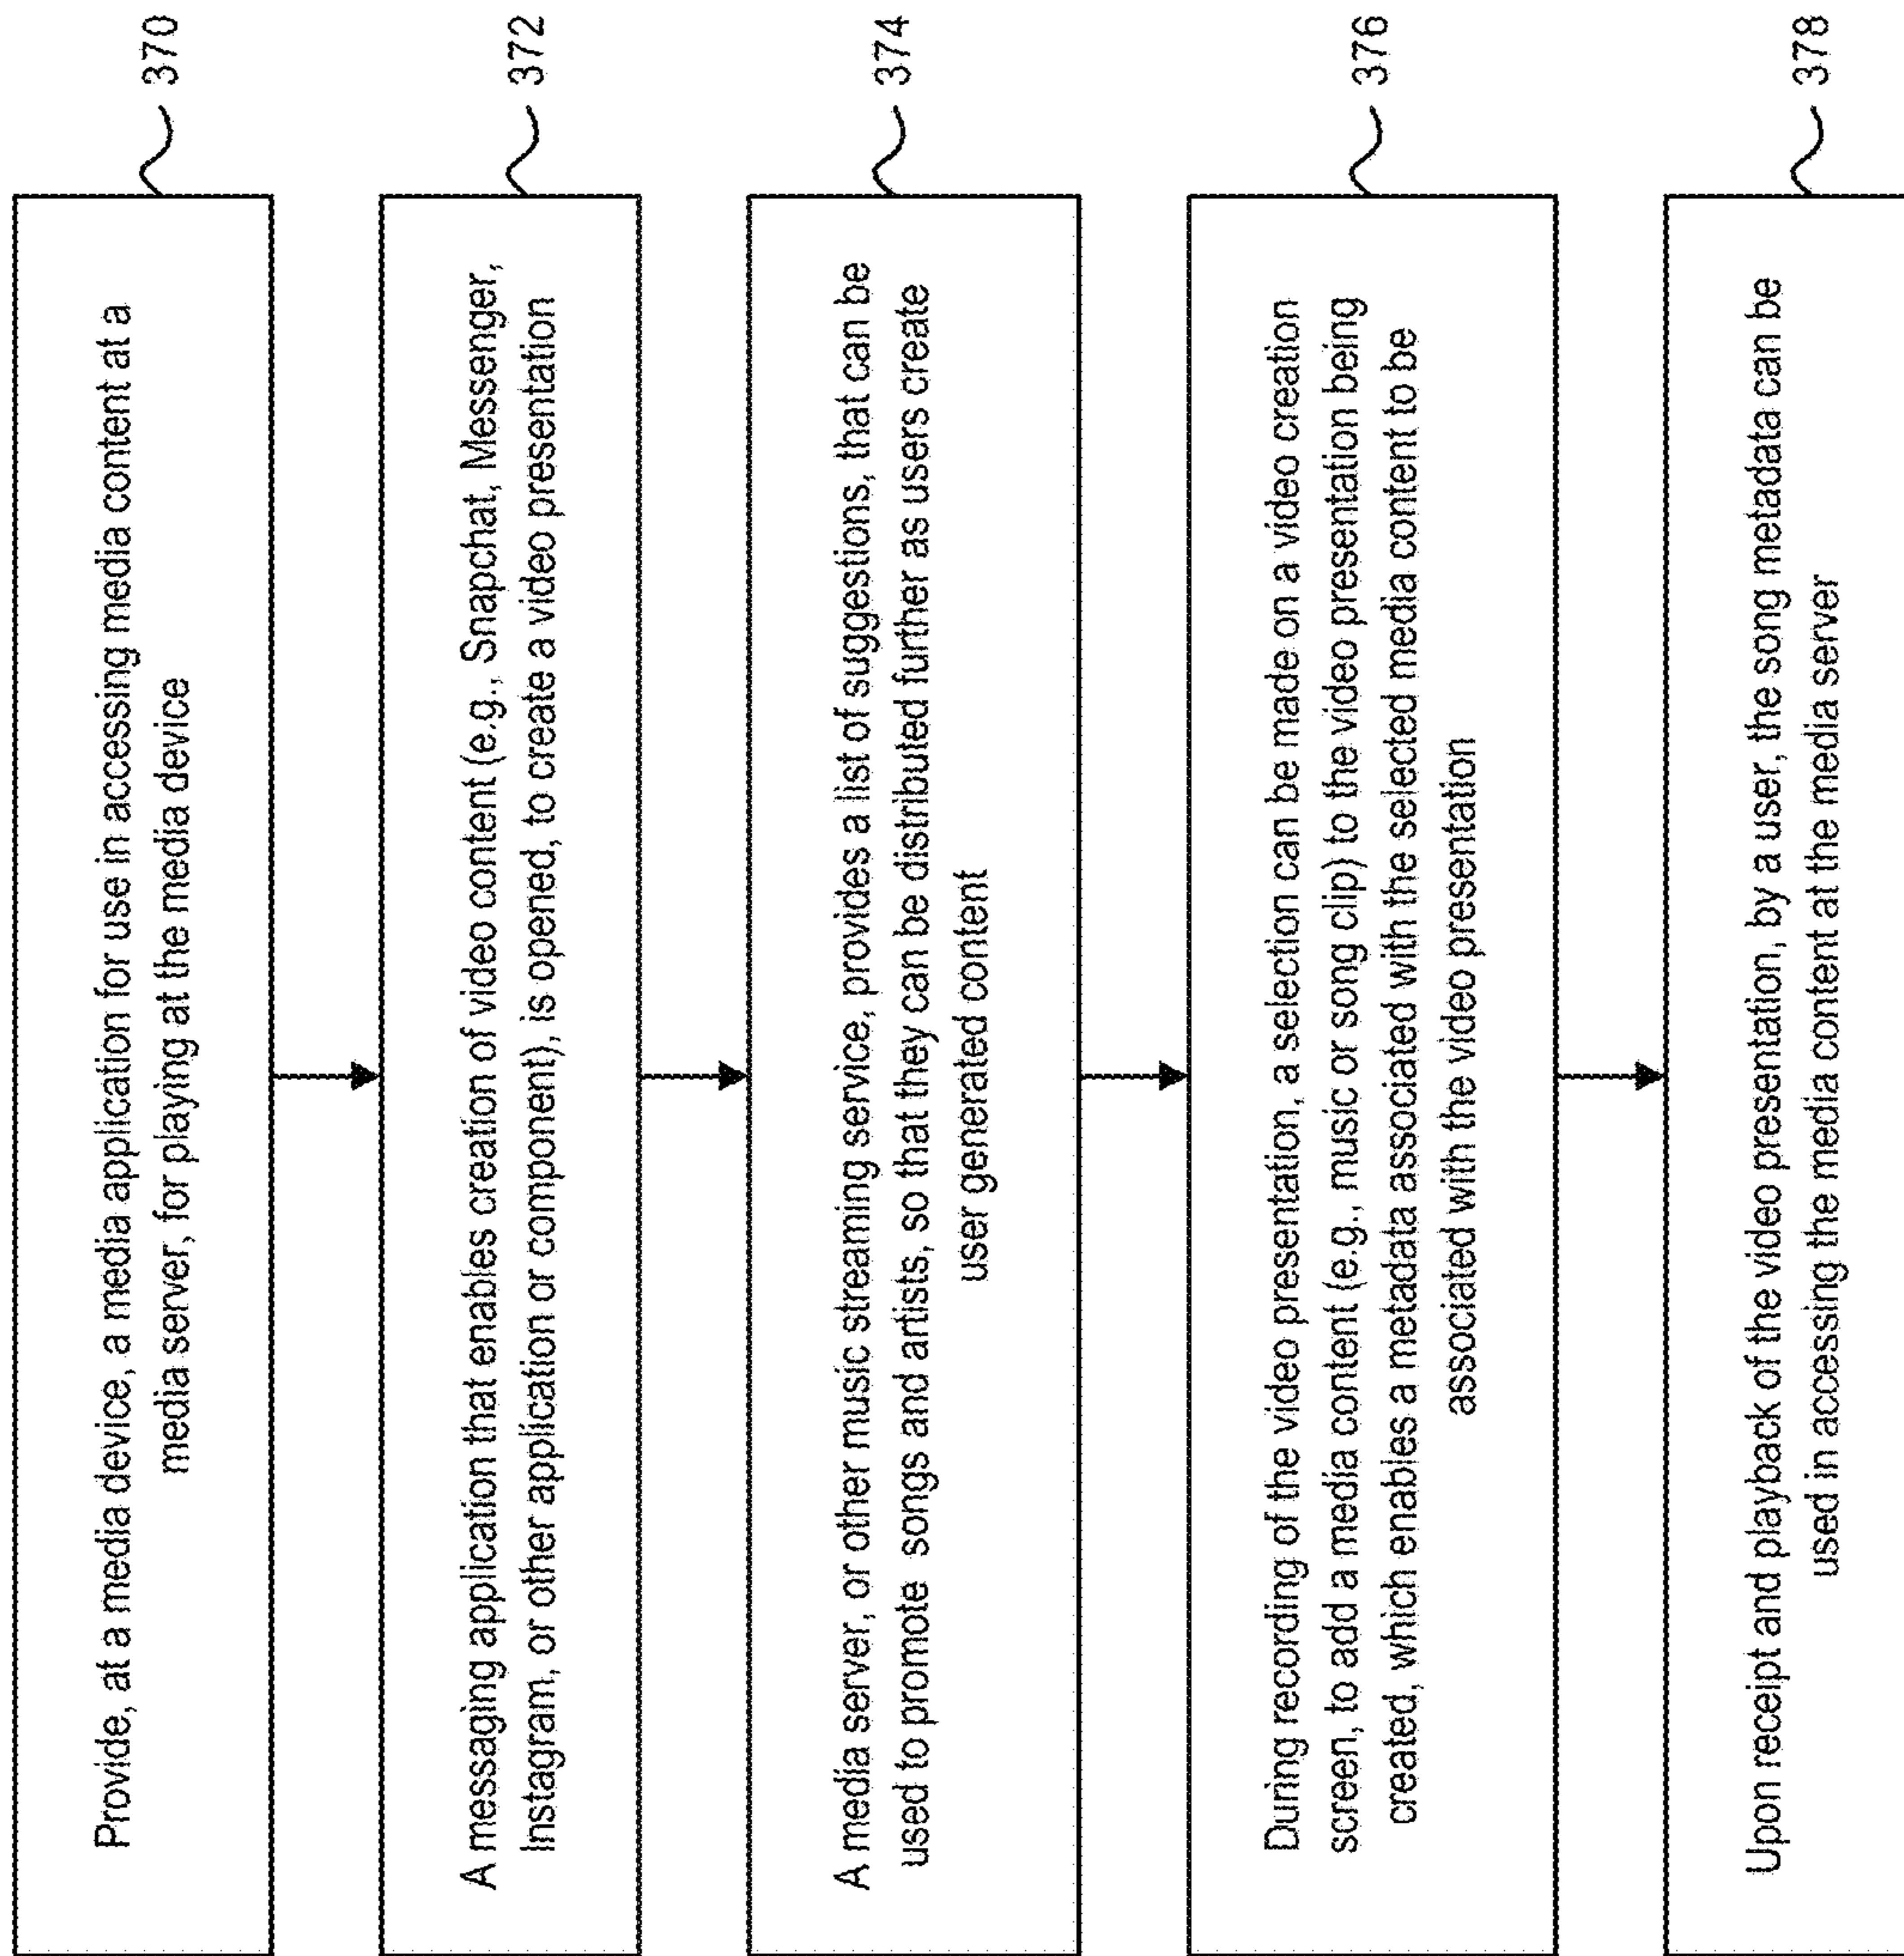 Provide, at a media device, a media application for use in accessing media content at a
media server, for playing at the media device
370
A messaging application that enables creation of video content (e.g., Snapchat, Messenger,
Instagram, or other application or component), is opened, to create a video presentation
372
A media server, or other music streaming service, provides a list of suggestions, that can be
used to promote songs and artists, so that they can be distributed further as users create
user generated content
374
During recording of the video presentation, a selection can be made on a video creation
screen, to add a media content (e.g., music or song clip) to the video presentation being
created, which enables a metadata associated with the selected media content to be
associated with the video presentation
376
Upon receipt and playback of the video presentation, by a user, the song metadata can be
used in accessing the media content at the media server
378